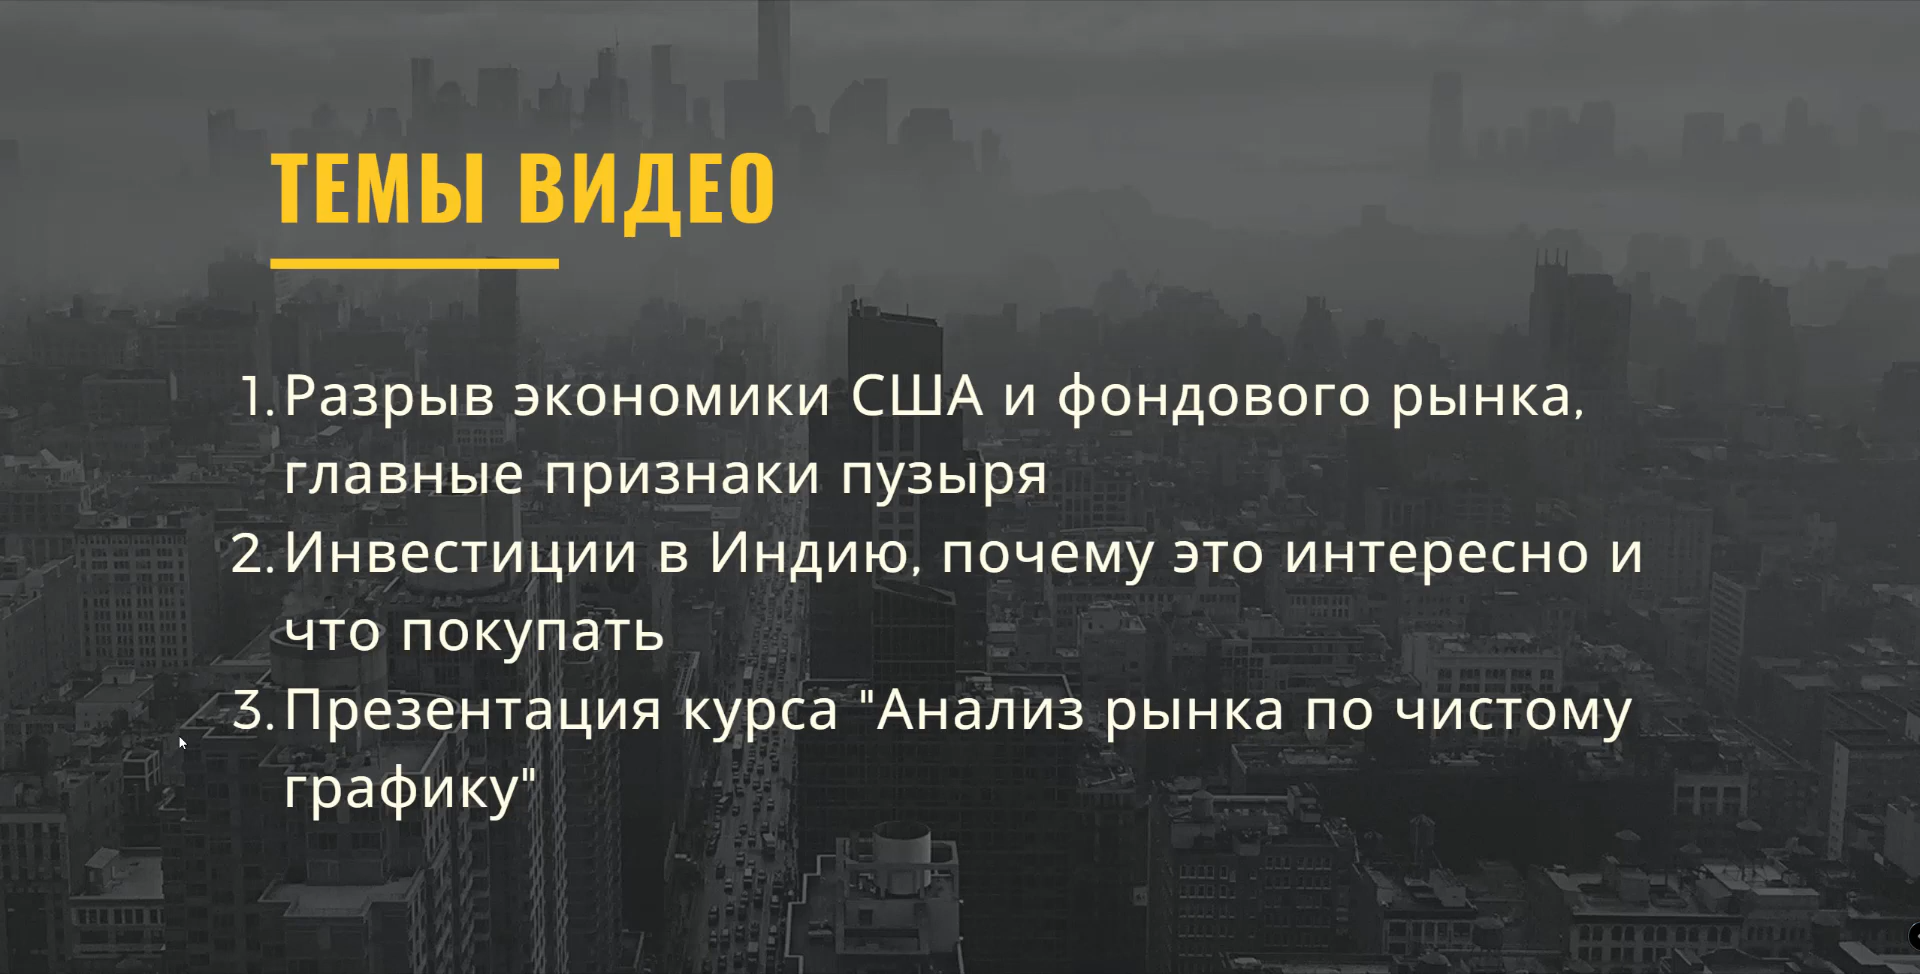 ТЕМЫ ВИДЕО
1. Разрыв экономики США и фондового рынка,
главные признаки пузыря
2. Инвестиции в Индию, почему это интересно и
что покупать
3. Презентация курса "Анализ рынка по чистому
графику"